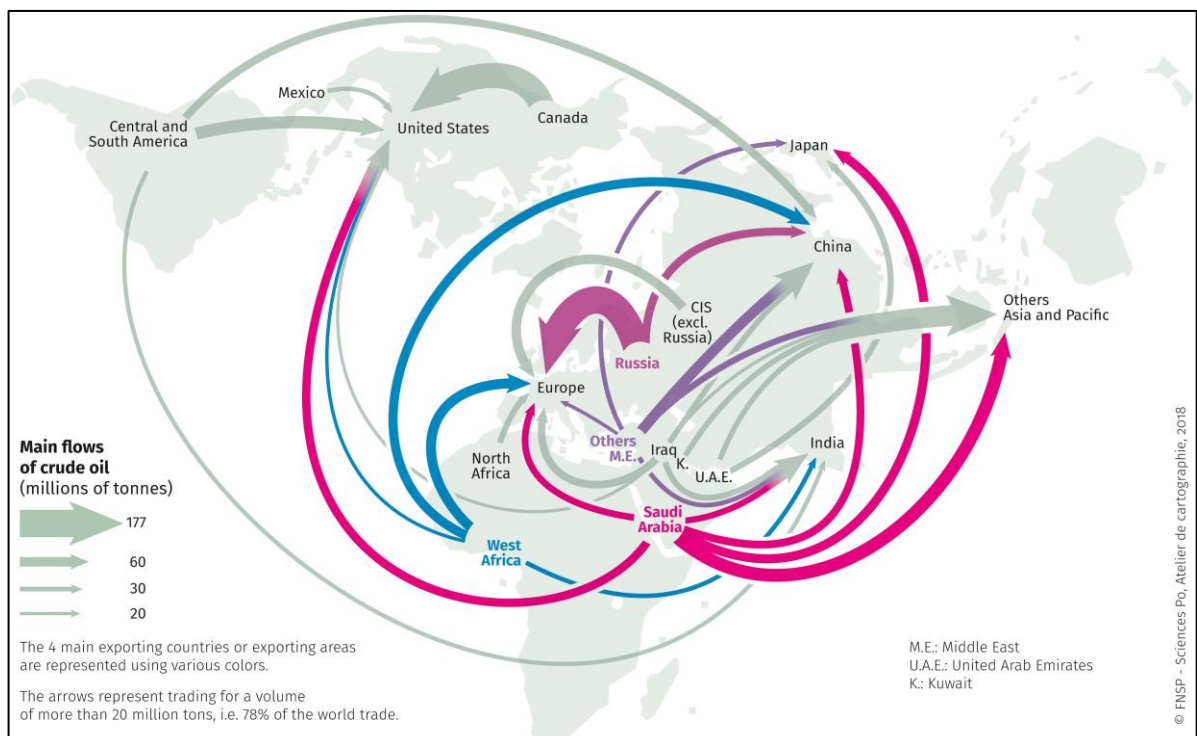 Mexico
Central and
South America
United States
Canada
Japan
China
Others
Asia and Pacific
CIS
(excl.
Russia)
Russia
Europe
North
Africa
Others
M.E.
Iraq
K.
U.A.E.
India
Saudi
Arabia
West
Africa
Main flows
of crude oil
(millions of tonnes)
177
60
30
20
The 4 main exporting countries or exporting areas
are represented using various colors.
The arrows represent trading for a volume
of more than 20 million tons, i.e. 78% of the world trade.
M.E.: Middle East
U.A.E.: United Arab Emirates
K.: Kuwait
© FNSP - Sciences Po, Atelier de cartographie, 2018